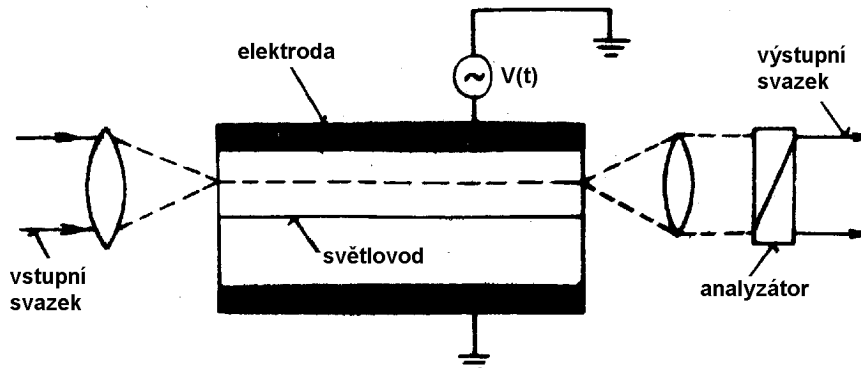 elektroda
V(t)
výstupní
svazek
vstupní
svazek
světlovod
analyzátor